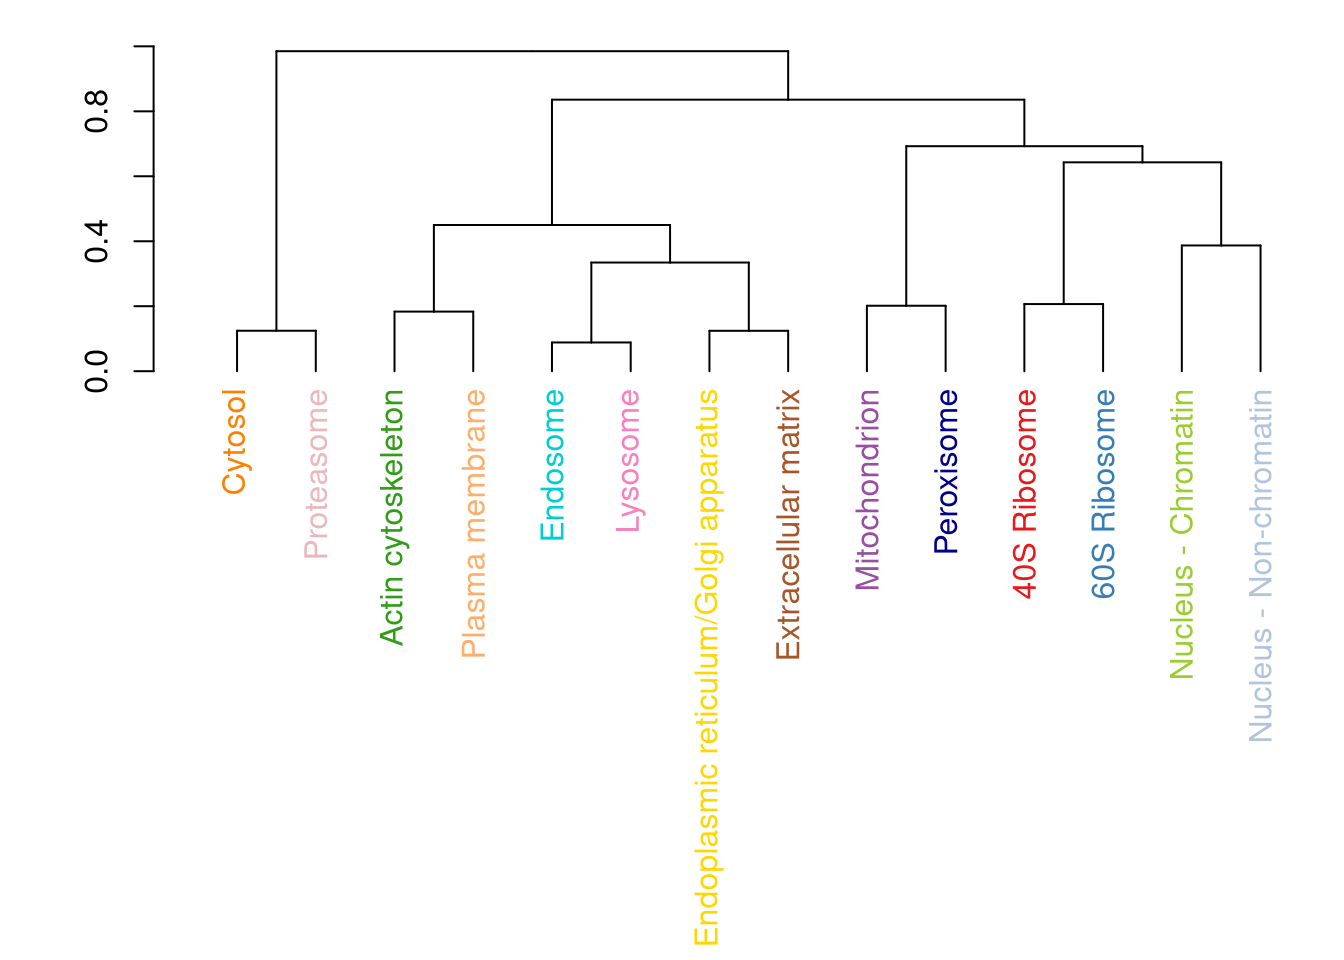 0.8
0.4
0.0
Cytosol
Proteasome
Actin cytoskeleton
Plasma membrane
Endosome
Lysosome
Endoplasmic reticulum/Golgi apparatus
Extracellular matrix
Mitochondrion
Peroxisome
40S Ribosome
60S Ribosome
Nucleus - Chromatin
Nucleus - Non-chromatin